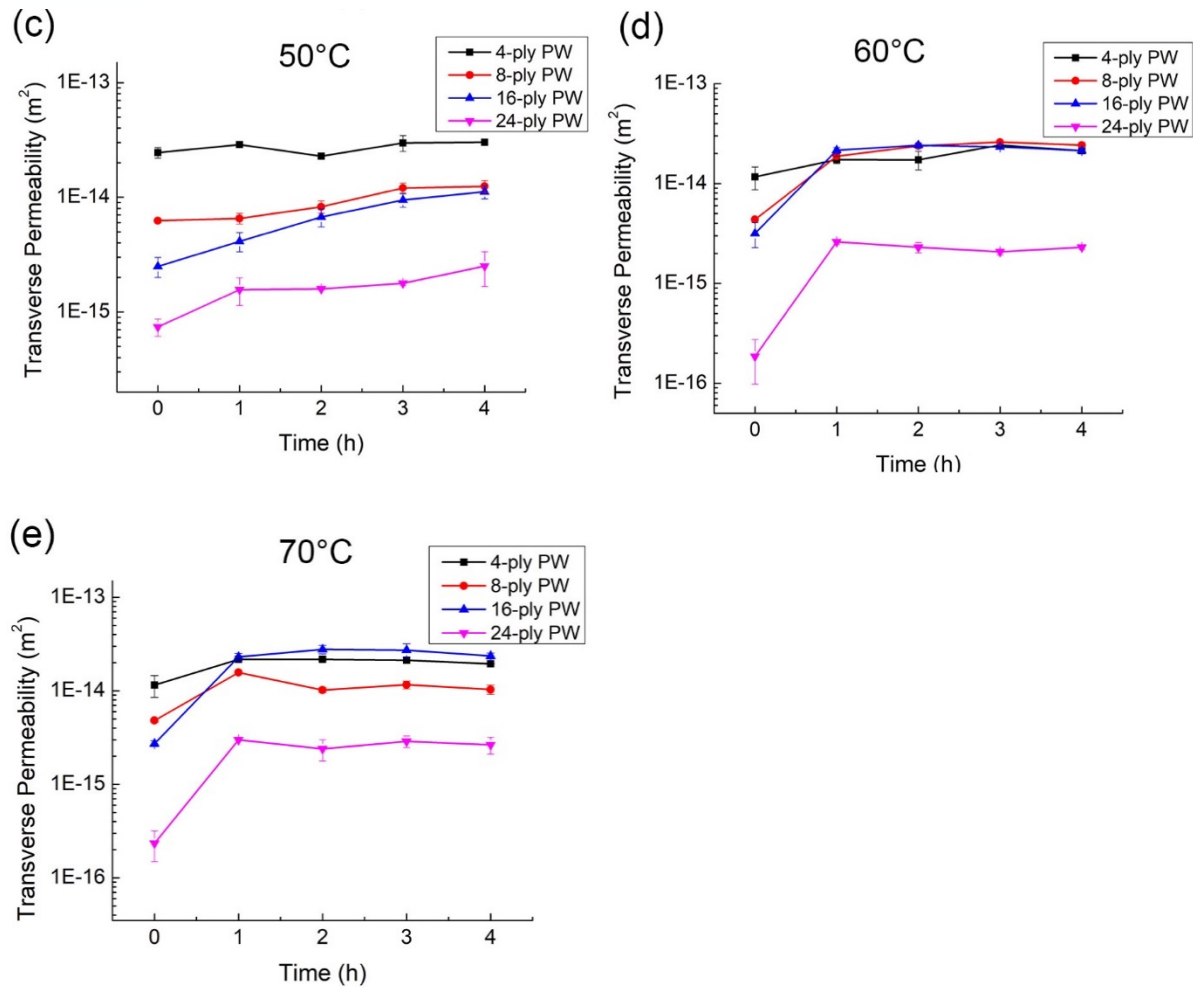 (c)
50°C
4-ply PW
8-ply PW
16-ply PW
24-ply PW
Transverse Permeability (m²)
1E-13
1E-14
1E-15
0 1 2 3 4
Time (h)
(d)
60°C
4-ply PW
8-ply PW
16-ply PW
24-ply PW
Transverse Permeability (m²)
1E-13
1E-14
1E-15
1E-16
0 1 2 3 4
Time (h)
(e)
70°C
4-ply PW
8-ply PW
16-ply PW
24-ply PW
Transverse Permeability (m²)
1E-13
1E-14
1E-15
1E-16
0 1 2 3 4
Time (h)